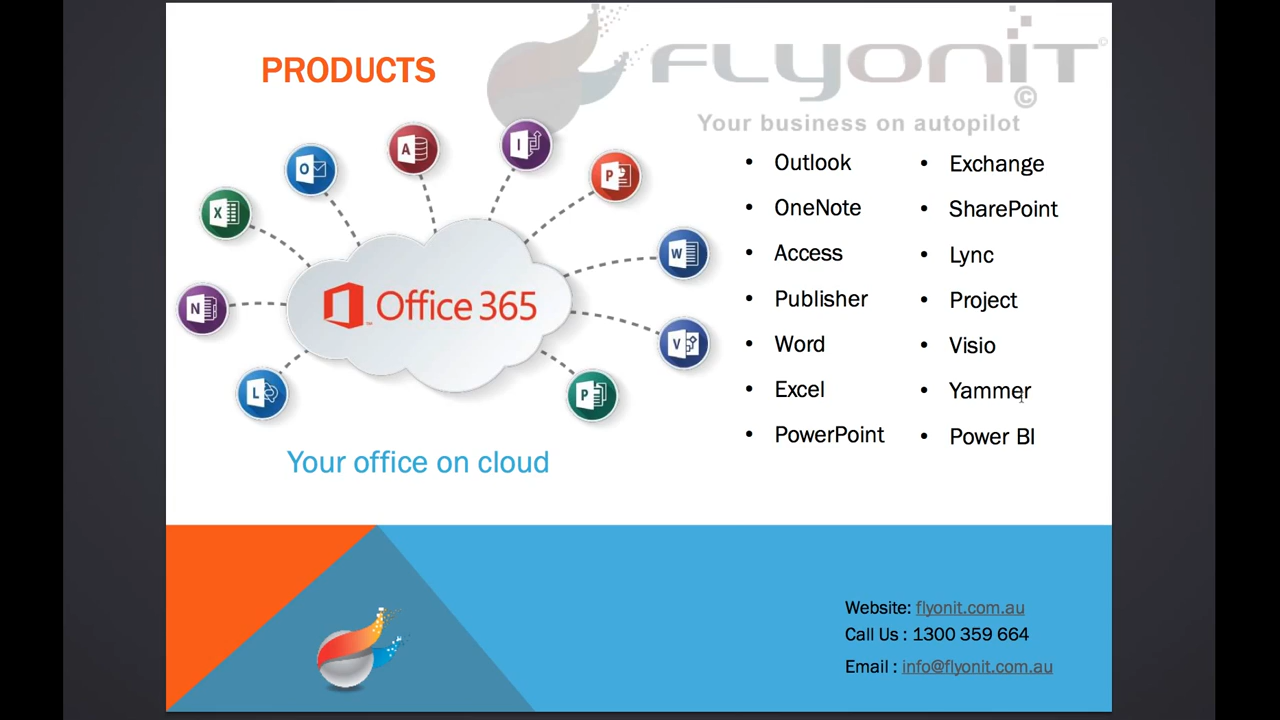 PRODUCTS
FLYONIT ©
©
Your business on autopilot
A
I
O
P
X
W
N
Office 365
™
V
L
P
Your office on cloud
• Outlook
• OneNote
• Access
• Publisher
• Word
• Excel
• PowerPoint
• Exchange
• SharePoint
• Lync
• Project
• Visio
• Yammer
• Power BI
Website: flyonit.com.au
Call Us : 1300 359 664
Email : info@flyonit.com.au